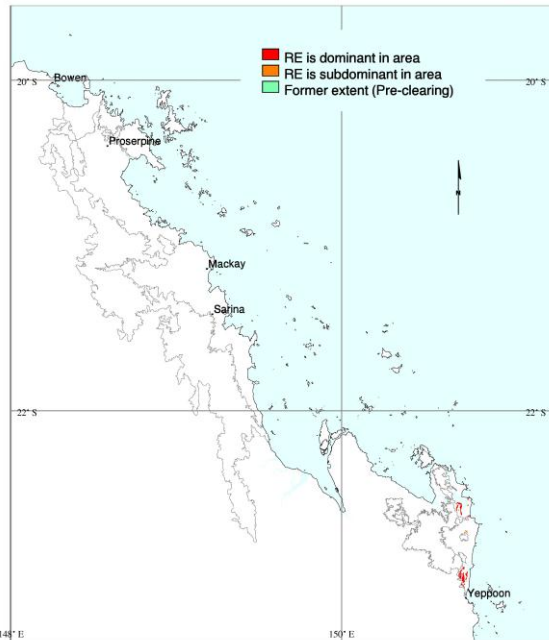 RE is dominant in area
RE is subdominant in area
Former extent (Pre-clearing)
20° S
20° S
Bowen
Proserpine
N
Mackay
Sarina
22° S
22° S
Yeppoon
148° E
150° E